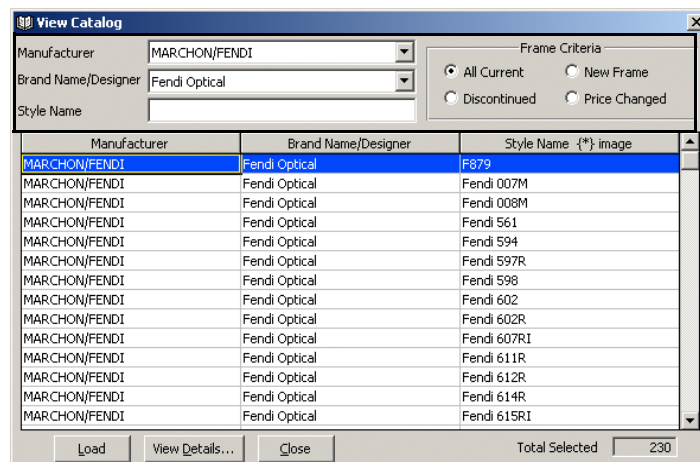 View Catalog
Manufacturer MARCHON/FENDI
Brand Name/Designer Fendi Optical
Style Name
Frame Criteria
All Current New Frame
Discontinued Price Changed
Manufacturer Brand Name/Designer Style Name {*} image
MARCHON/FENDI Fendi Optical F879
MARCHON/FENDI Fendi Optical Fendi 007M
MARCHON/FENDI Fendi Optical Fendi 008M
MARCHON/FENDI Fendi Optical Fendi 561
MARCHON/FENDI Fendi Optical Fendi 594
MARCHON/FENDI Fendi Optical Fendi 597R
MARCHON/FENDI Fendi Optical Fendi 598
MARCHON/FENDI Fendi Optical Fendi 602
MARCHON/FENDI Fendi Optical Fendi 602R
MARCHON/FENDI Fendi Optical Fendi 607RI
MARCHON/FENDI Fendi Optical Fendi 611R
MARCHON/FENDI Fendi Optical Fendi 612R
MARCHON/FENDI Fendi Optical Fendi 614R
MARCHON/FENDI Fendi Optical Fendi 615RI
Load View Details... Close Total Selected 230